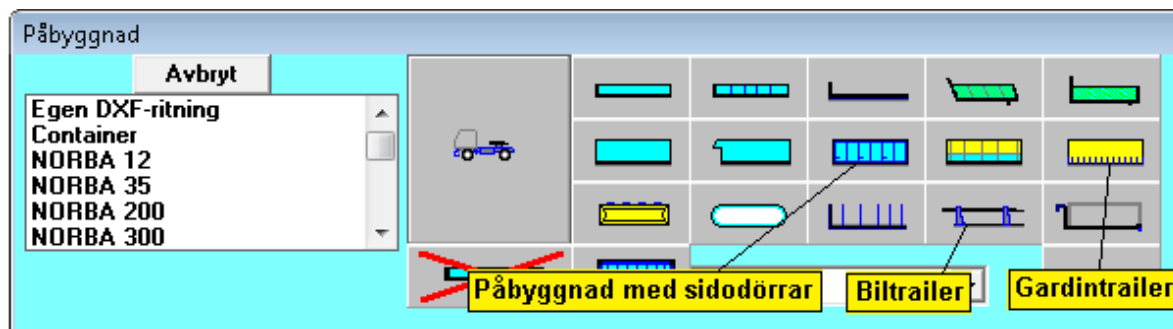 Påbyggnad
Avbryt
Egen DXF-ritning
Container
NORBA 12
NORBA 35
NORBA 200
NORBA 300
Påbyggnad med sidodörrar
Biltrailer
Gardintrailer